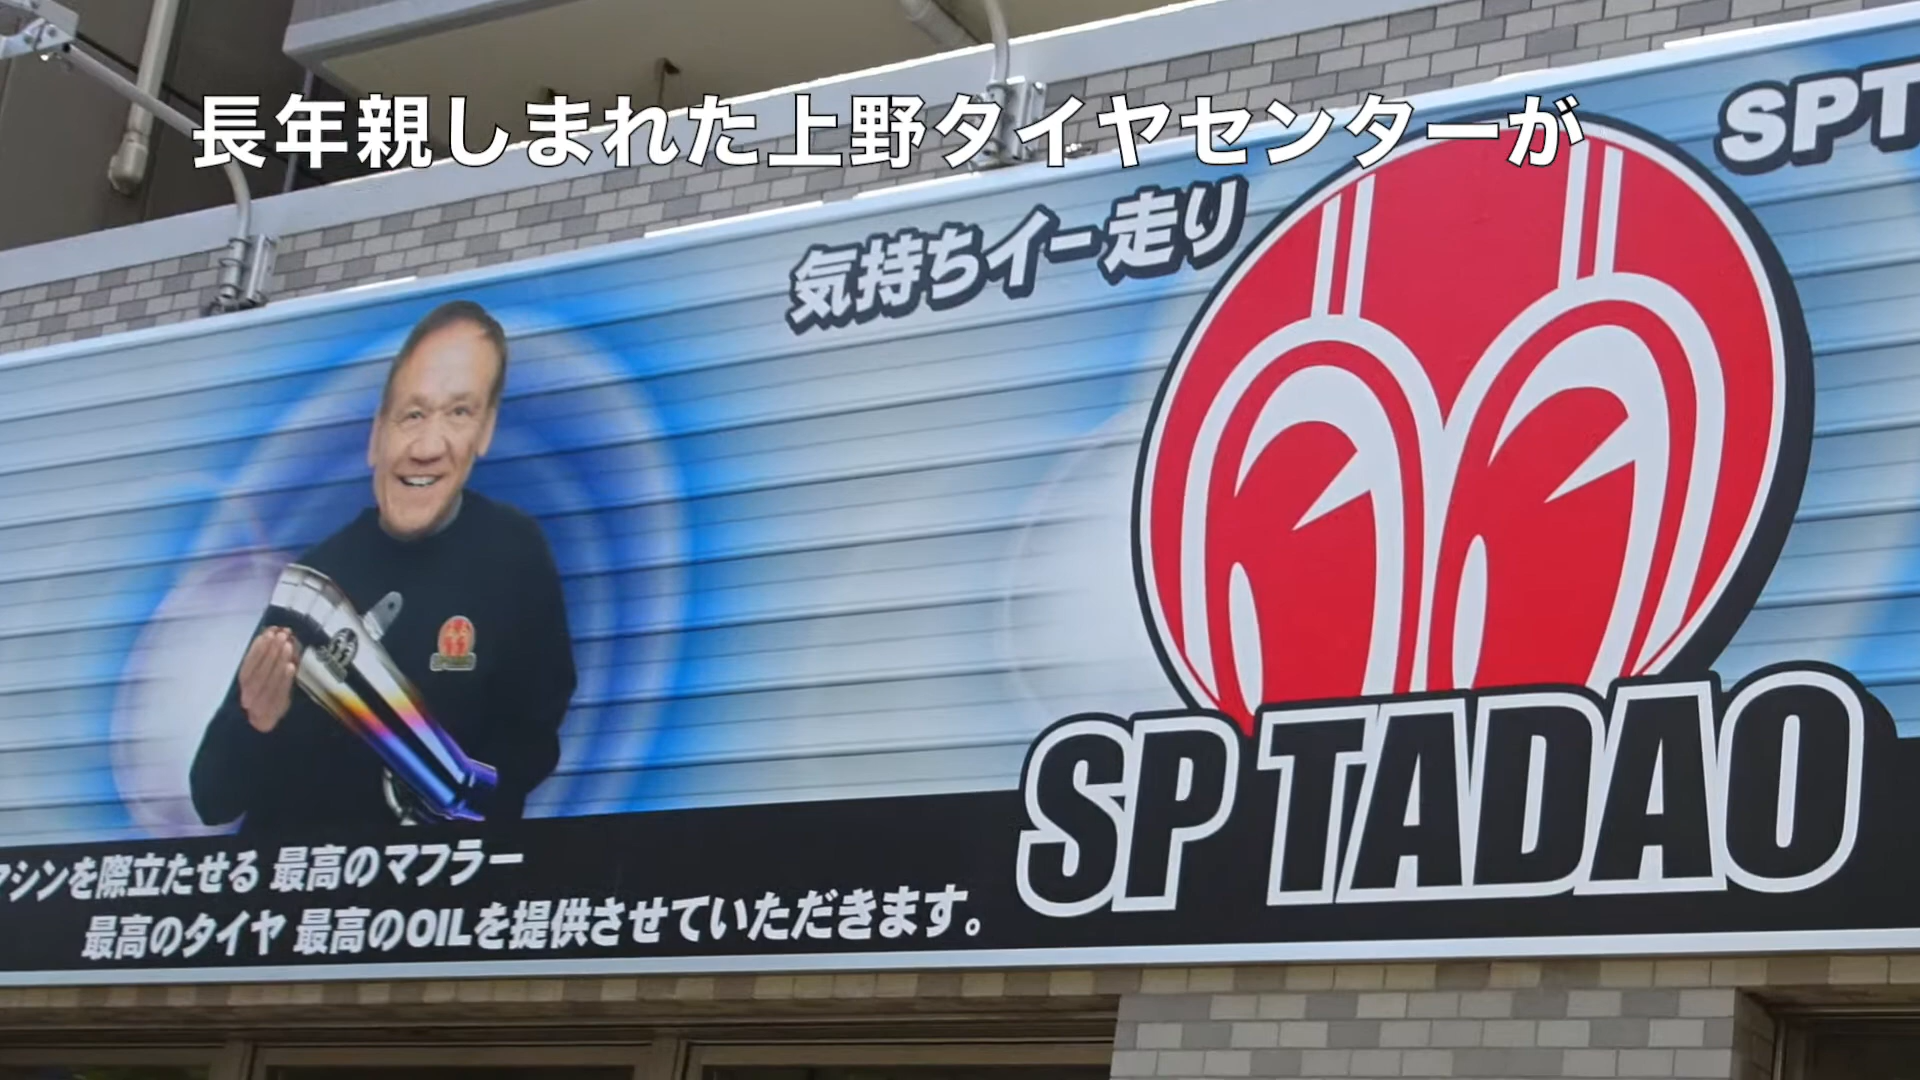 長年親しまれた上野タイヤセンターが
SPT
気持ちイー走り
SP TADAO
SP TADAO
マシンを際立たせる 最高のマフラー
最高のタイヤ 最高のOILを提供させていただきます。